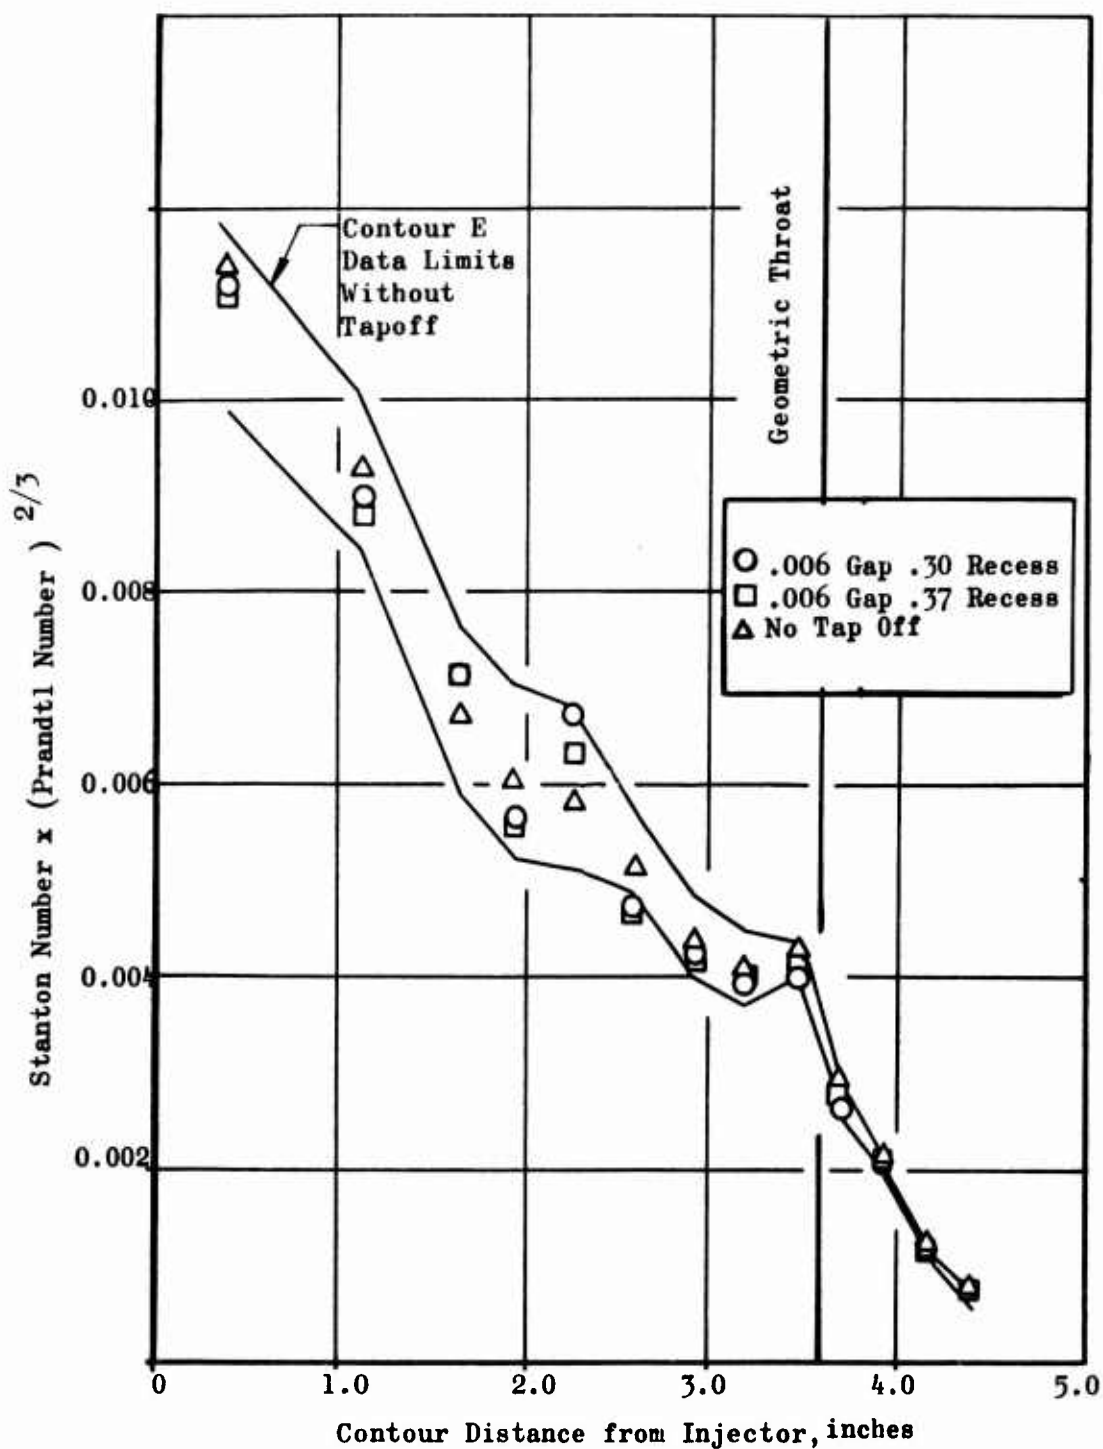 Contour E
Data Limits
Without
Tapoff
Geometric Throat
0.010
0.008
0.006
0.004
0.002
Stanton Number x (Prandtl Number ) 2/3
.006 Gap .30 Recess
.006 Gap .37 Recess
No Tap Off
0
1.0
2.0
3.0
4.0
5.0
Contour Distance from Injector, inches